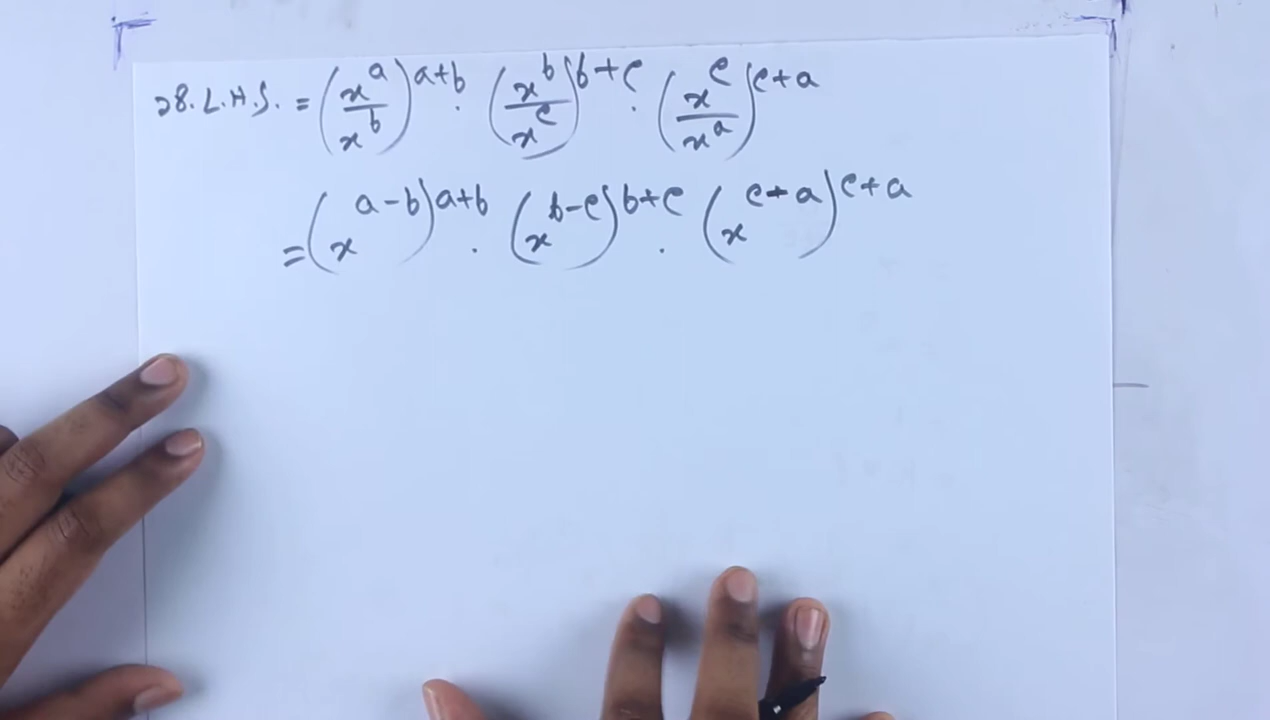 28. L.H.S. = (x^a/x^b)^{a+b} . (x^b/x^c)^{b+c} . (x^c/x^a)^{c+a}
= (x^{a-b})^{a+b} . (x^{b-c})^{b+c} . (x^{c+a})^{c+a}